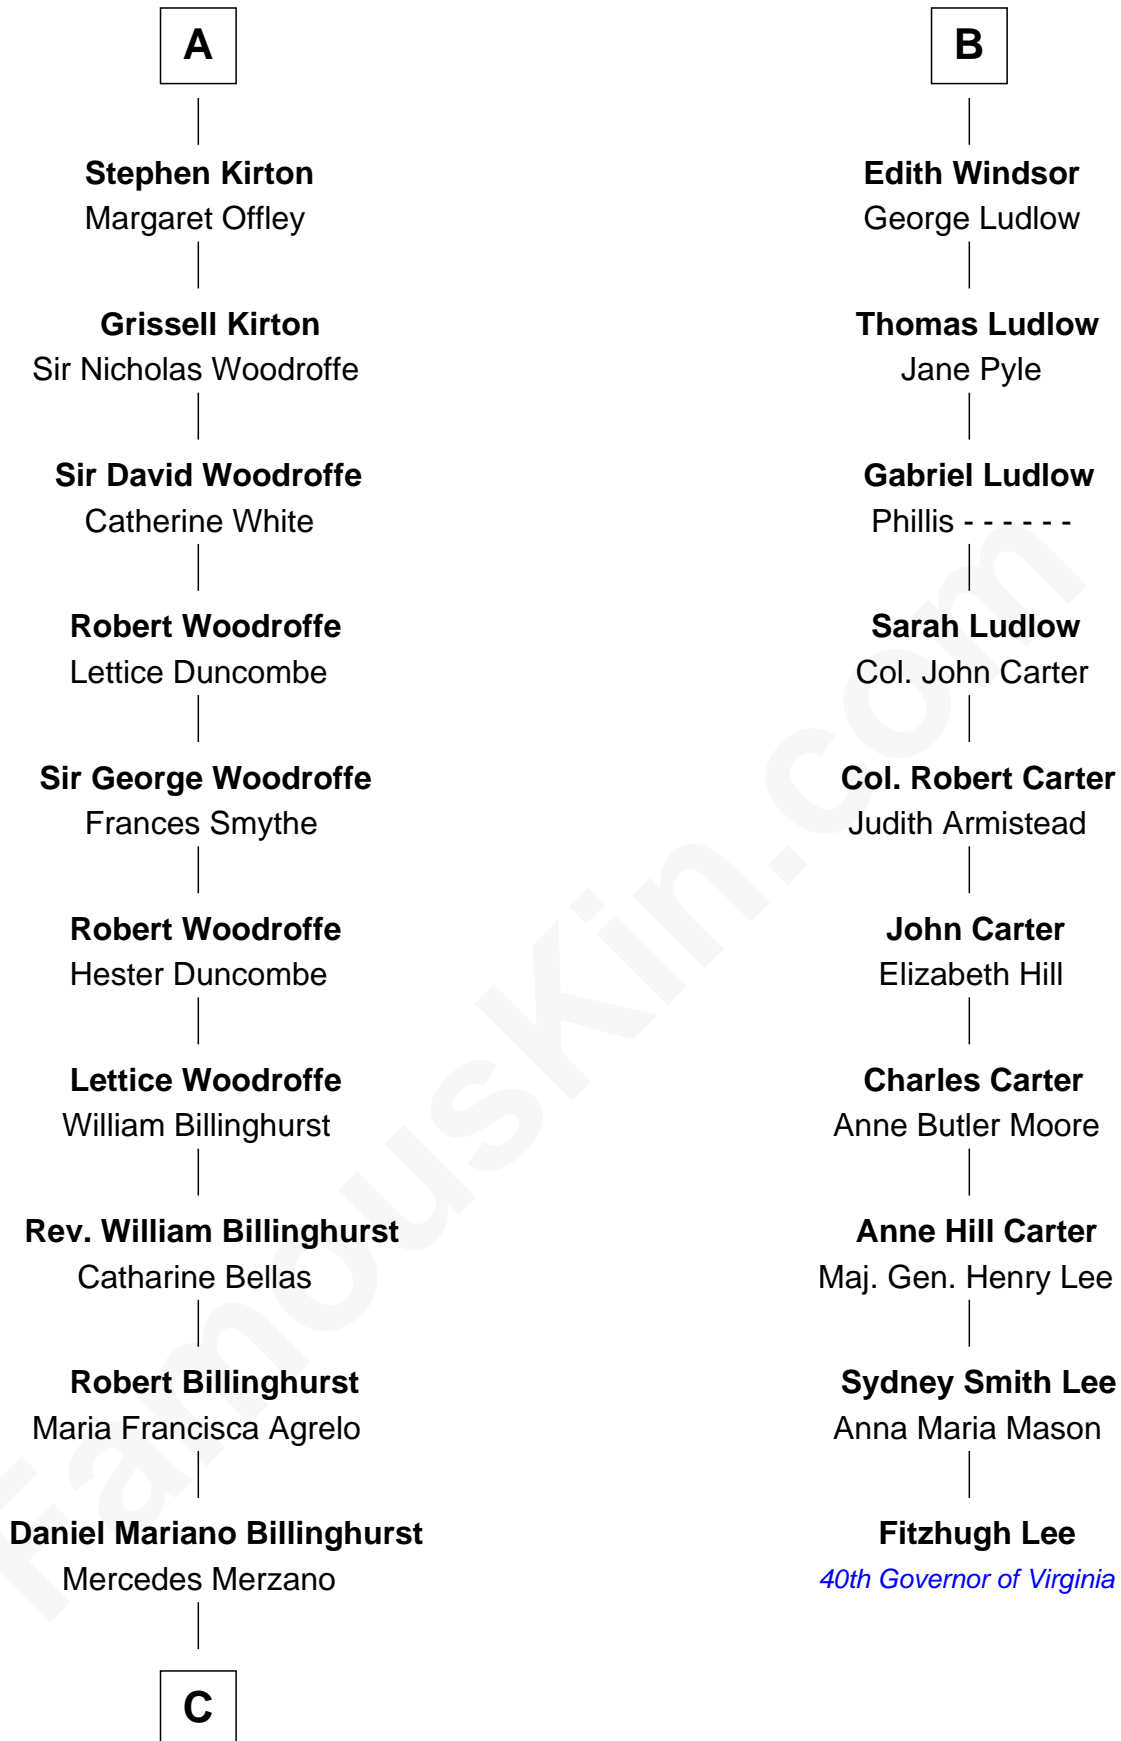 A
Stephen Kirton
Margaret Offley
Grissell Kirton
Sir Nicholas Woodroffe
Sir David Woodroffe
Catherine White
Robert Woodroffe
Lettice Duncombe
Sir George Woodroffe
Frances Smythe
Robert Woodroffe
Hester Duncombe
Lettice Woodroffe
William Billinghurst
Rev. William Billinghurst
Catharine Bellas
Robert Billinghurst
Maria Francisca Agrelo
Daniel Mariano Billinghurst
Mercedes Merzano
C
B
Edith Windsor
George Ludlow
Thomas Ludlow
Jane Pyle
Gabriel Ludlow
Phillis - - - - - -
Sarah Ludlow
Col. John Carter
Col. Robert Carter
Judith Armistead
John Carter
Elizabeth Hill
Charles Carter
Anne Butler Moore
Anne Hill Carter
Maj. Gen. Henry Lee
Sydney Smith Lee
Anna Maria Mason
Fitzhugh Lee
40th Governor of Virginia
FamousKin.com